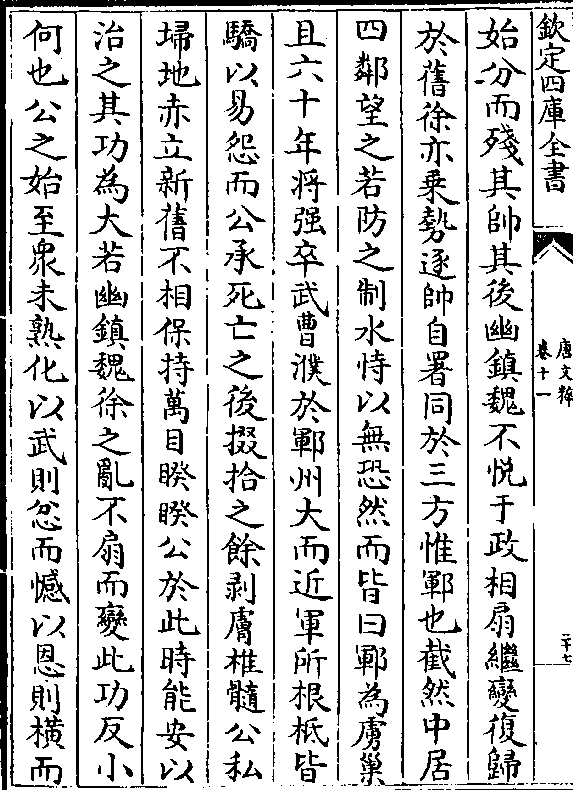 欽定四庫全書
唐文粹
卷十一
二十七
始分而殘其帥其後幽鎮魏不悅于政相扇繼變復歸
於舊徐亦乗勢逐帥自署同於三方惟鄆也截然中居
四鄰望之若防之制水恃以無恐然而皆曰鄆為虜巢
且六十年將强卒武曹濮於鄆州大而近軍所根柢皆
驕以易怨而公承死亡之後掇拾之餘剥膚椎髓公私
埽地赤立新舊不相保持萬目睽睽公於此時能安以
治之其功為大若幽鎮魏徐之亂不扇而變此功反小
何也公之始至衆未熟化以武則忿而憾以恩則横而